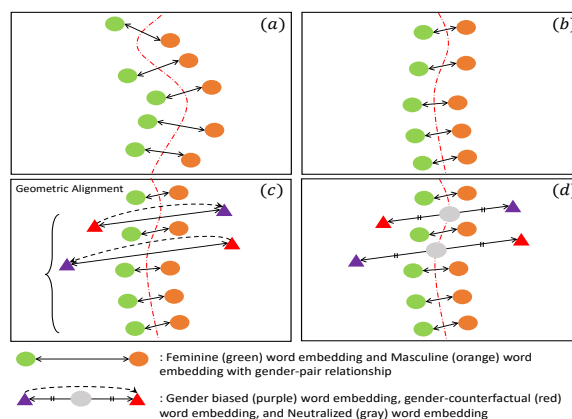 (a)
(b)
Geometric Alignment
(c)
(d)
: Feminine (green) word embedding and Masculine (orange) word
embedding with gender-pair relationship
: Gender biased (purple) word embedding, gender-counterfactual (red)
word embedding, and Neutralized (gray) word embedding